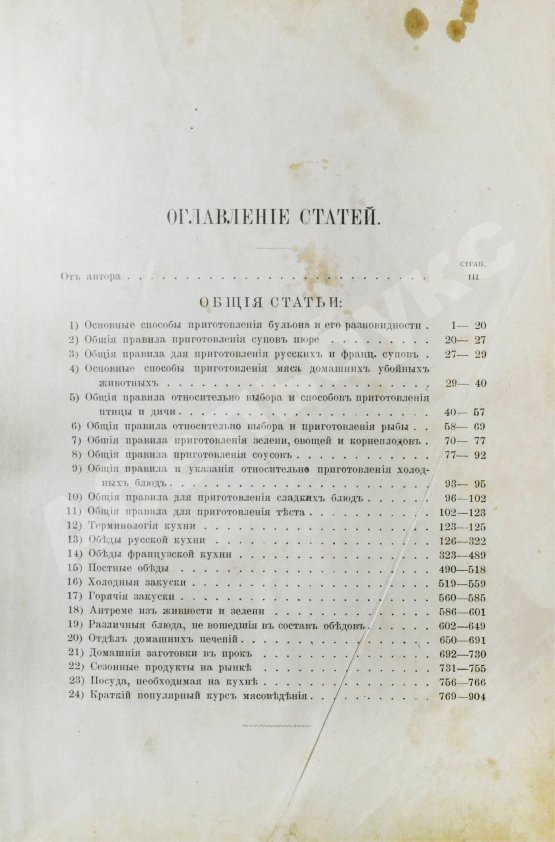 ОГЛАВЛЕНІЕ СТАТЕЙ.
СТРАН.
Отъ автора . . . . . . . . . . . . . . . . . . . . . . . . . . III
ОБЩІЯ СТАТЬИ:
1) Основные способы приготовленія бульона и его разновидности . 1— 20
2) Общія правила приготовленія суповъ пюре . . . . . . . . . 20— 27
3) Общія правила для приготовленія русскихъ и франц. суповъ . . 27— 29
4) Основные способы приготовленія мяса домашнихъ убойныхъ
животныхъ . . . . . . . . . . . . . . . . . . . . . . . 29— 40
5) Общія правила относительно выбора и способовъ приготовленія
птицы и дичи . . . . . . . . . . . . . . . . . . . . . . 40— 57
6) Общія правила относительно выбора и приготовленія рыбы . . . 58— 69
7) Общія правила приготовленія зелени, овощей и корнеплодовъ . 70— 77
8) Общія правила приготовленія соусовъ . . . . . . . . . . . . 77— 92
9) Общія правила и указанія относительно приготовленія холод-
ныхъ блюдъ . . . . . . . . . . . . . . . . . . . . . . . 93— 95
10) Общія правила для приготовленія сладкихъ блюдъ . . . . . . 96—102
11) Общія правила для приготовленія тѣста . . . . . . . . . . . 102—123
12) Терминологія кухни . . . . . . . . . . . . . . . . . . . 123—125
13) Обѣды русской кухни . . . . . . . . . . . . . . . . . . 126—322
14) Обѣды французской кухни . . . . . . . . . . . . . . . . 323—489
15) Постные обѣды . . . . . . . . . . . . . . . . . . . . . 490—518
16) Холодныя закуски . . . . . . . . . . . . . . . . . . . . 519—559
17) Горячія закуски . . . . . . . . . . . . . . . . . . . . . 560—585
18) Антреме изъ живности и зелени . . . . . . . . . . . . . . 586—601
19) Различныя блюда, не вошедшія въ составъ обѣдовъ . . . . . . 602—649
20) Отдѣлъ домашнихъ печеній . . . . . . . . . . . . . . . . 650—691
21) Домашнія заготовки въ прокъ . . . . . . . . . . . . . . . 692—730
22) Сезонные продукты на рынкѣ . . . . . . . . . . . . . . . 731—755
23) Посуда, необходимая на кухнѣ . . . . . . . . . . . . . . . 756—766
24) Краткій популярный курсъ мясовѣдѣнія . . . . . . . . . . . 769—904